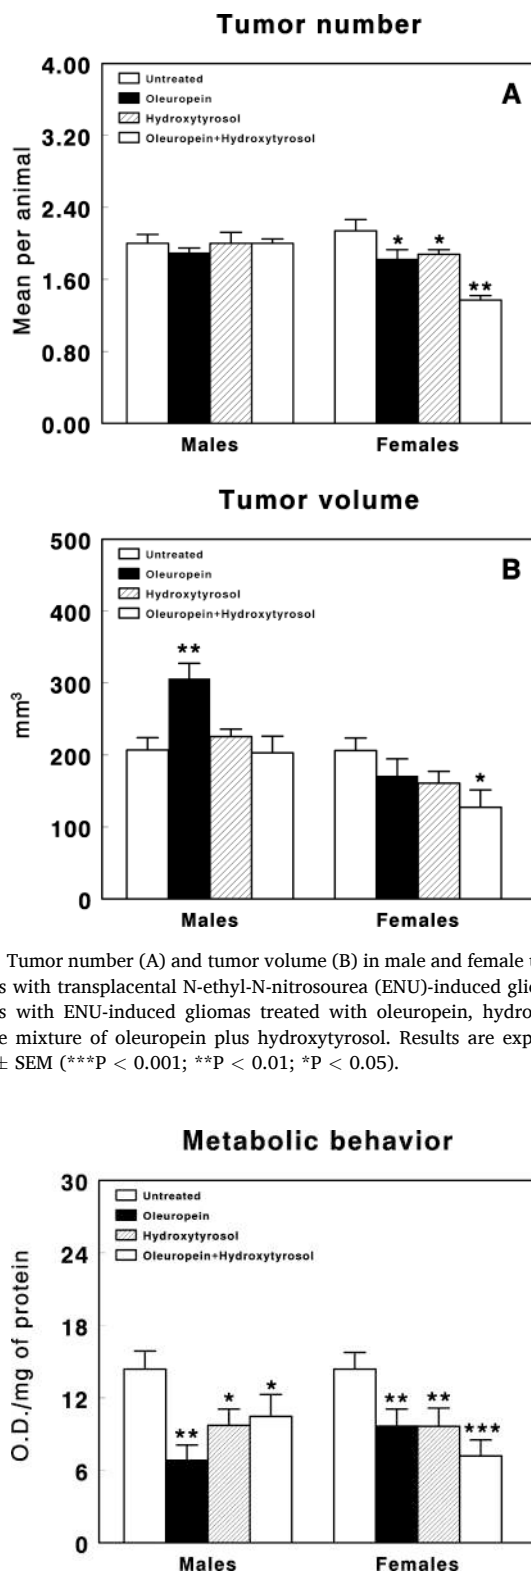 Tumor number
4.00
3.20
2.40
1.60
0.80
0.00
Mean per animal
Untreated
Oleuropein
Hydroxytyrosol
Oleuropein+Hydroxytyrosol
A
* *
**
Males Females
Tumor volume
500
400
300
200
100
0
mm³
Untreated
Oleuropein
Hydroxytyrosol
Oleuropein+Hydroxytyrosol
B
**
*
Males Females
Tumor number (A) and tumor volume (B) in male and female
with transplacental N-ethyl-N-nitrosourea (ENU)-induced
with ENU-induced gliomas treated with oleuropein,
mixture of oleuropein plus hydroxytyrosol. Results are
± SEM (***P < 0.001; **P < 0.01; *P < 0.05).
Metabolic behavior
30
24
18
12
6
0
O.D./mg of protein
Untreated
Oleuropein
Hydroxytyrosol
Oleuropein+Hydroxytyrosol
** * *
** ** ***
Males Females